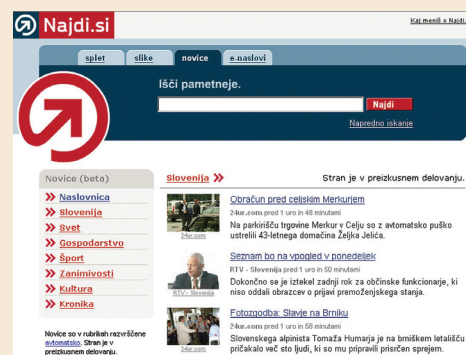 Najdi.si
Kaj meniš o Najdi.
splet slike novice e-naslovi
Išči pametneje.
Najdi
Napredno iskanje
Novice (beta)
Naslovnica
Slovenija
Svet
Gospodarstvo
Šport
Zanimivosti
Kultura
Kronika
Novice so v rubrikah razvrščene
avtomatsko. Stran je v
preizkusnem delovanju.
Slovenija
Stran je v preizkusnem delovanju.
24ur.com
Obračun pred celjskim Merkurjem
24ur.com pred 1 uro in 48 minutami
Na parkirišču trgovine Merkur v Celju so z avtomatsko puško
ustrelili 43-letnega domačina Željka Jeliča.
RTV - Slovenija
Seznam bo na vpogled v ponedeljek
RTV - Slovenija pred 1 uro in 50 minutami
Dokončno se je iztekel zadnji rok za občinske funkcionarje, ki
niso oddali obrazcev o prijavi premoženjskega stanja.
24ur.com
Fotozgodba: Slavje na Brniku
24ur.com pred 1 uro in 58 minutami
Slovenskega alpinista Tomaža Humarja je na brniškem letališču
pričakalo več sto ljudi, ki so mu pripravili prisrčen sprejem.